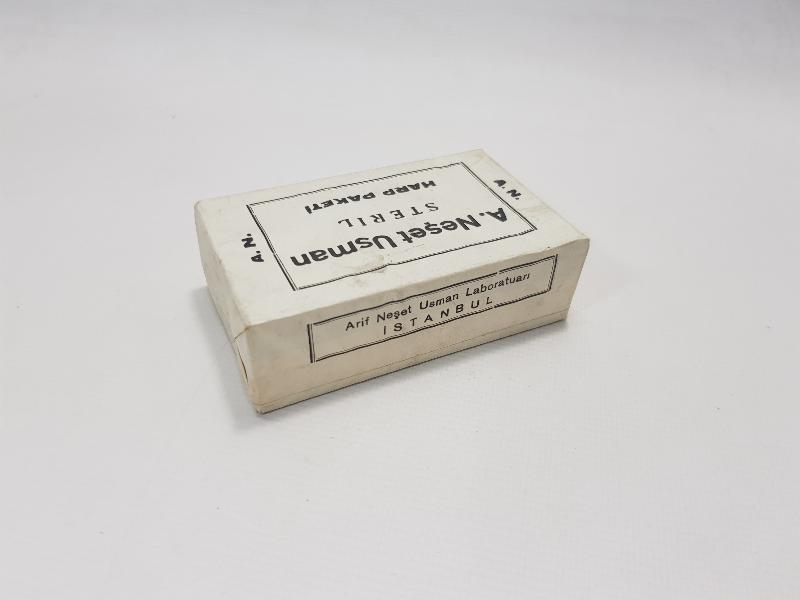 A. Neşet Usman
STERIL
HARP PAKETİ
A. N.
A. N.
Arif Neşet Usman Laboratuarı
İSTANBUL